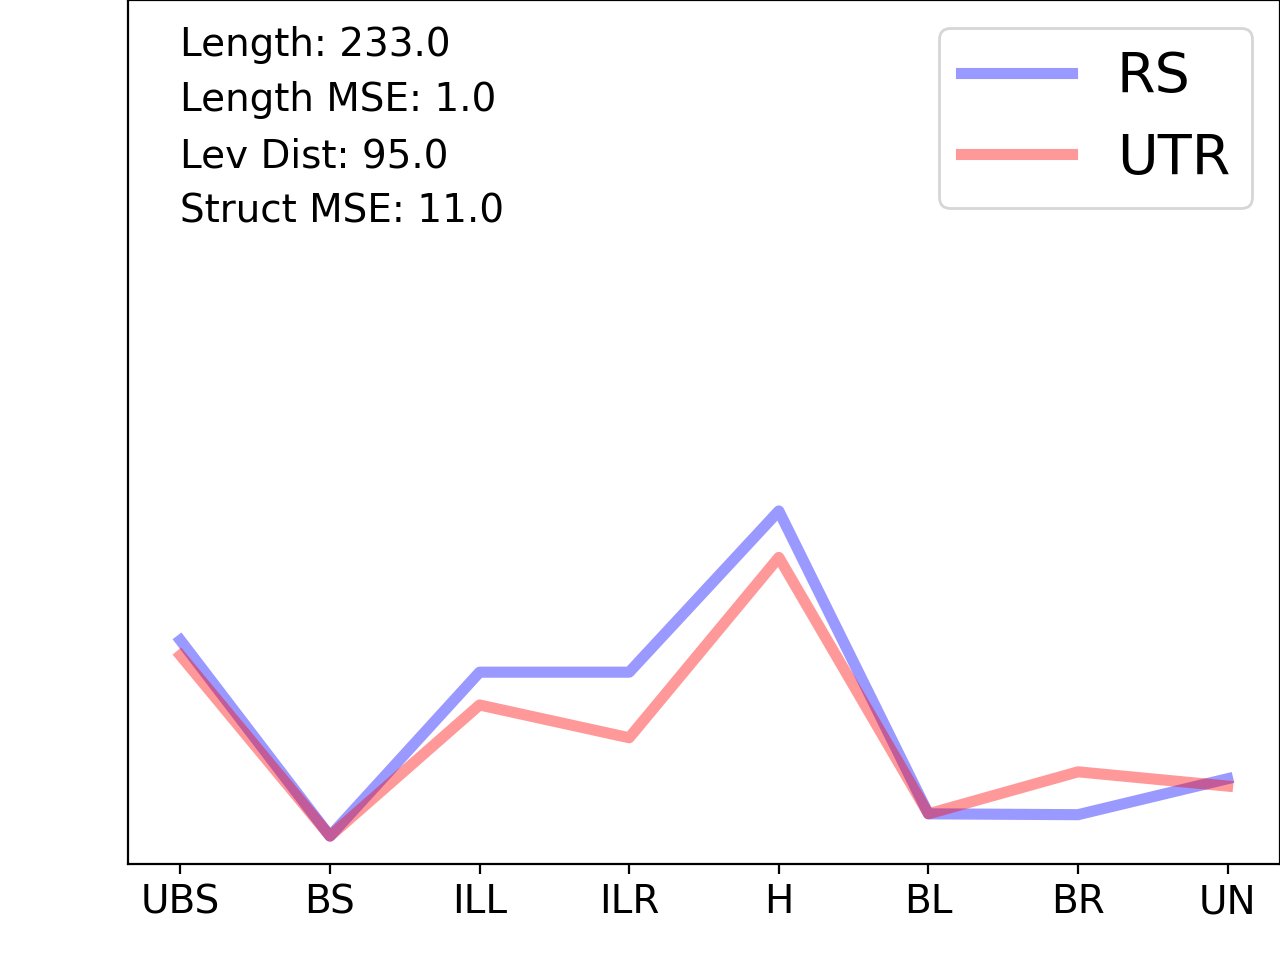 Length: 233.0
Length MSE: 1.0
Lev Dist: 95.0
Struct MSE: 11.0
RS
UTR
UBS BS ILL ILR H BL BR UN